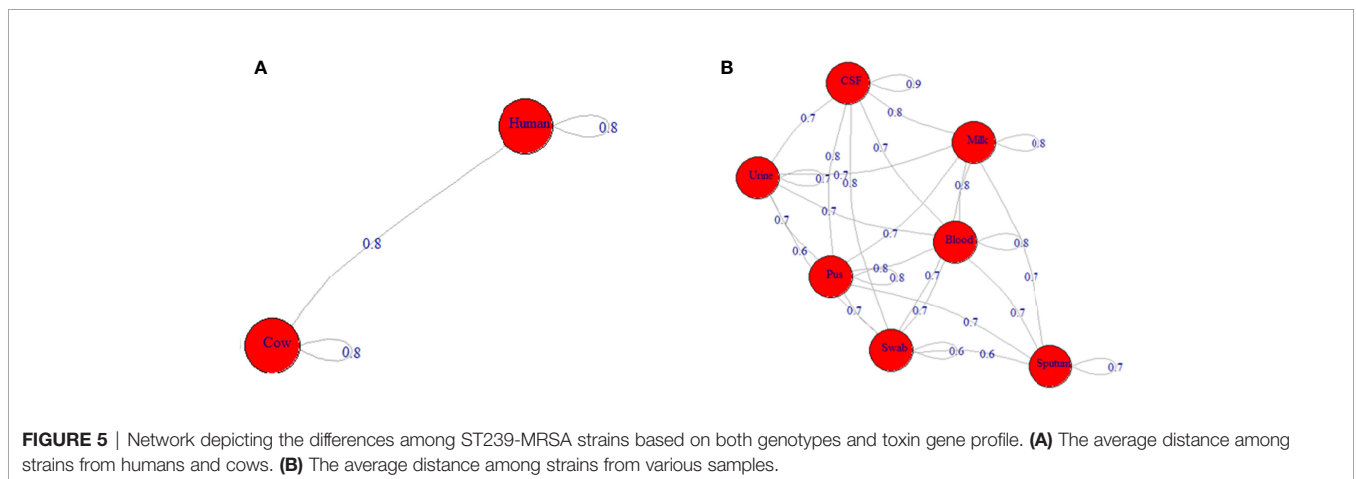 A
Human
0.8
0.8
Cow
0.8
B
CSF
0.9
0.7
0.8
Milk
0.8
0.8
0.7
Urine
0.7
0.7
0.8
0.8
0.7
0.7
0.6
0.7
Blood
0.8
Pus
0.8
0.8
0.7
0.7
0.7
0.7
0.7
0.7
Swab
0.6
0.6
Sputum
0.7
FIGURE 5 | Network depicting the differences among ST239-MRSA strains based on both genotypes and toxin gene profile. (A) The average distance among
strains from humans and cows. (B) The average distance among strains from various samples.